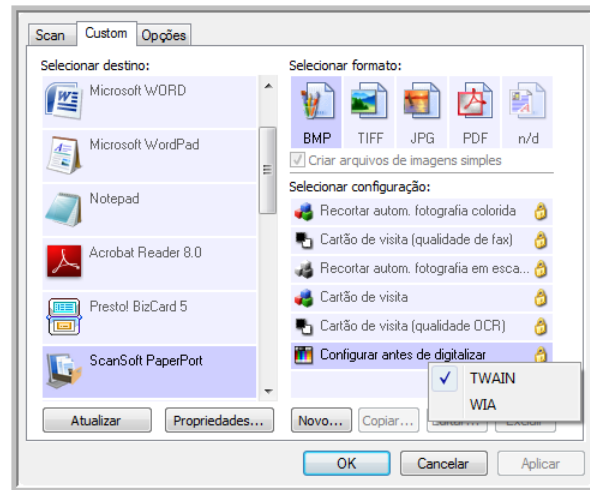 Scan Custom Opções
Selecionar destino:
Microsoft WORD
Microsoft WordPad
Notepad
Acrobat Reader 8.0
Presto! BizCard 5
ScanSoft PaperPort
Atualizar Propriedades...
Selecionar formato:
BMP TIFF JPG PDF n/d
Criar arquivos de imagens simples
Selecionar configuração:
Recortar autom. fotografia colorida
Cartão de visita (qualidade de fax)
Recortar autom. fotografia em esca...
Cartão de visita
Cartão de visita (qualidade OCR)
Configurar antes de digitalizar
TWAIN
WIA
Novo... Copiar...
OK Cancelar Aplicar